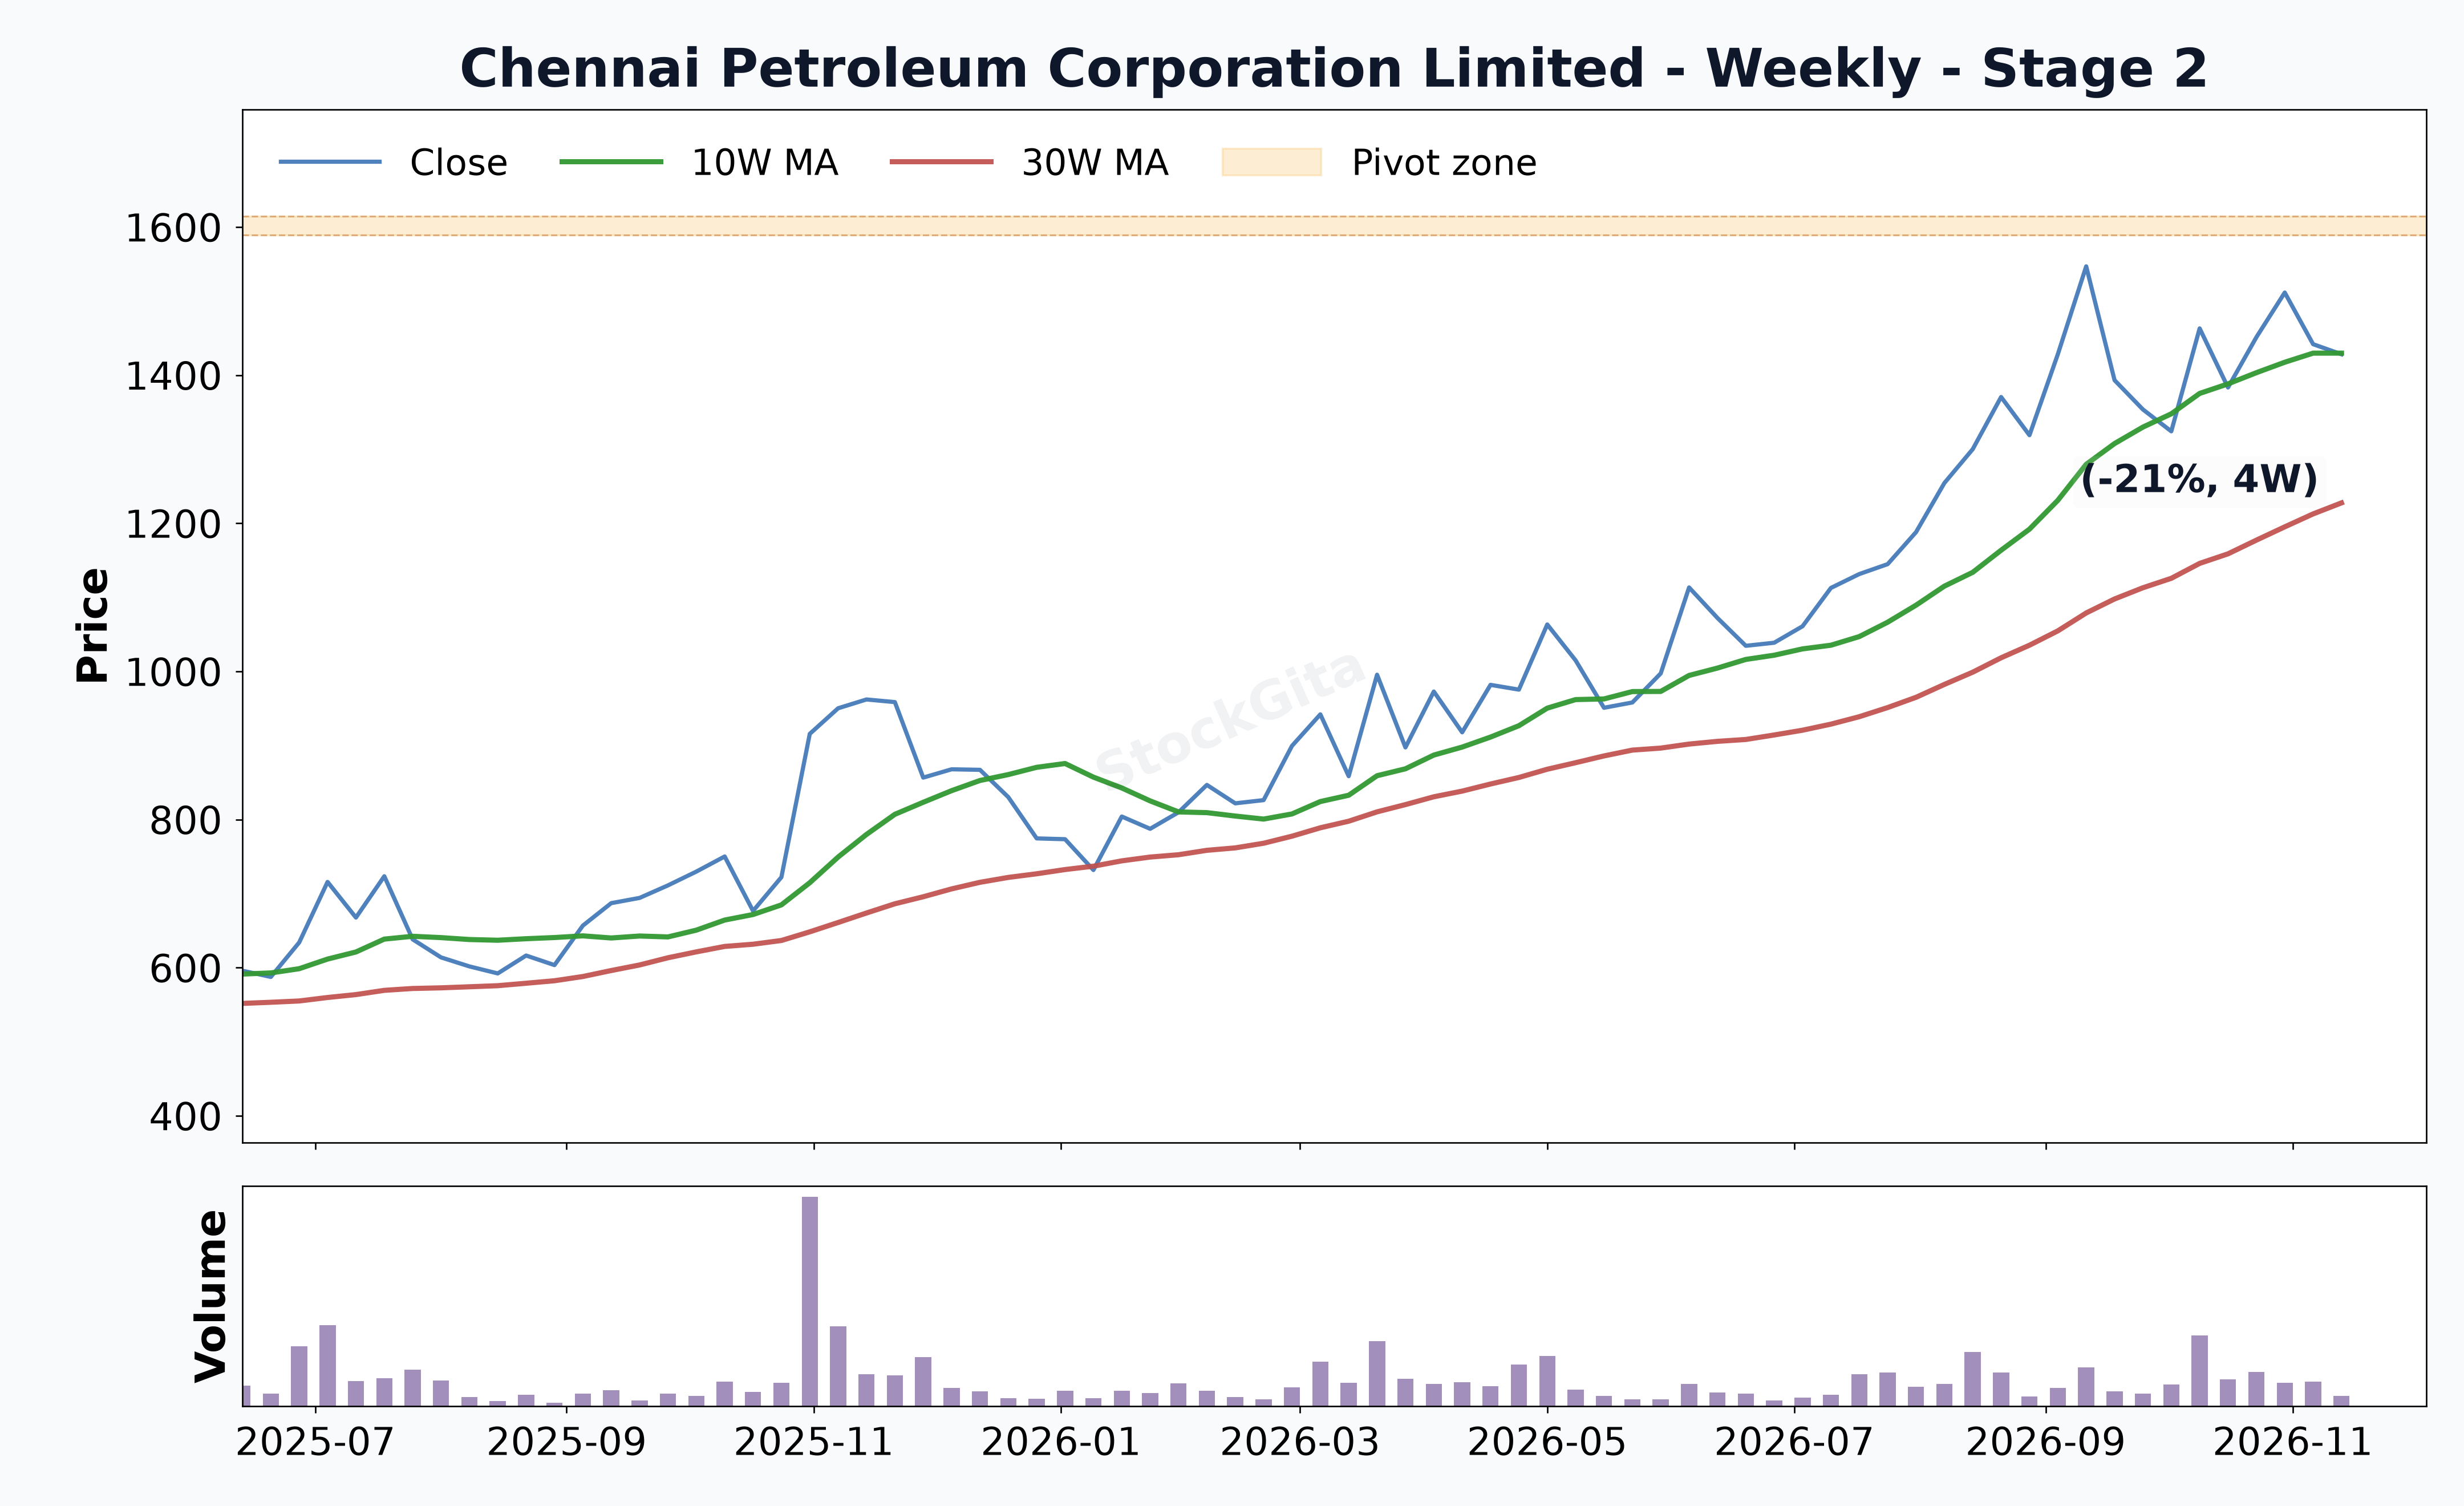 Chennai Petroleum Corporation Limited - Weekly - Stage 2
Close 10W MA 30W MA Pivot zone
1600
1400
1200
1000
800
600
400
Price
(-21%, 4W)
StockGita
Volume
2025-07 2025-09 2025-11 2026-01 2026-03 2026-05 2026-07 2026-09 2026-11